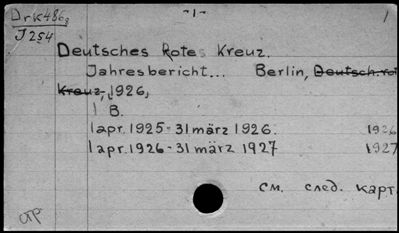 Drk486g
J254
-1-
1
Deutsches Rotes Kreuz.
Jahresbericht... Berlin, Deutsch.rot
Kreuz, 1926,
1 B.
1 apr. 1925-31 märz 1926. 1926
1 apr. 1926-31 märz 1927 1927
см. след. карт.